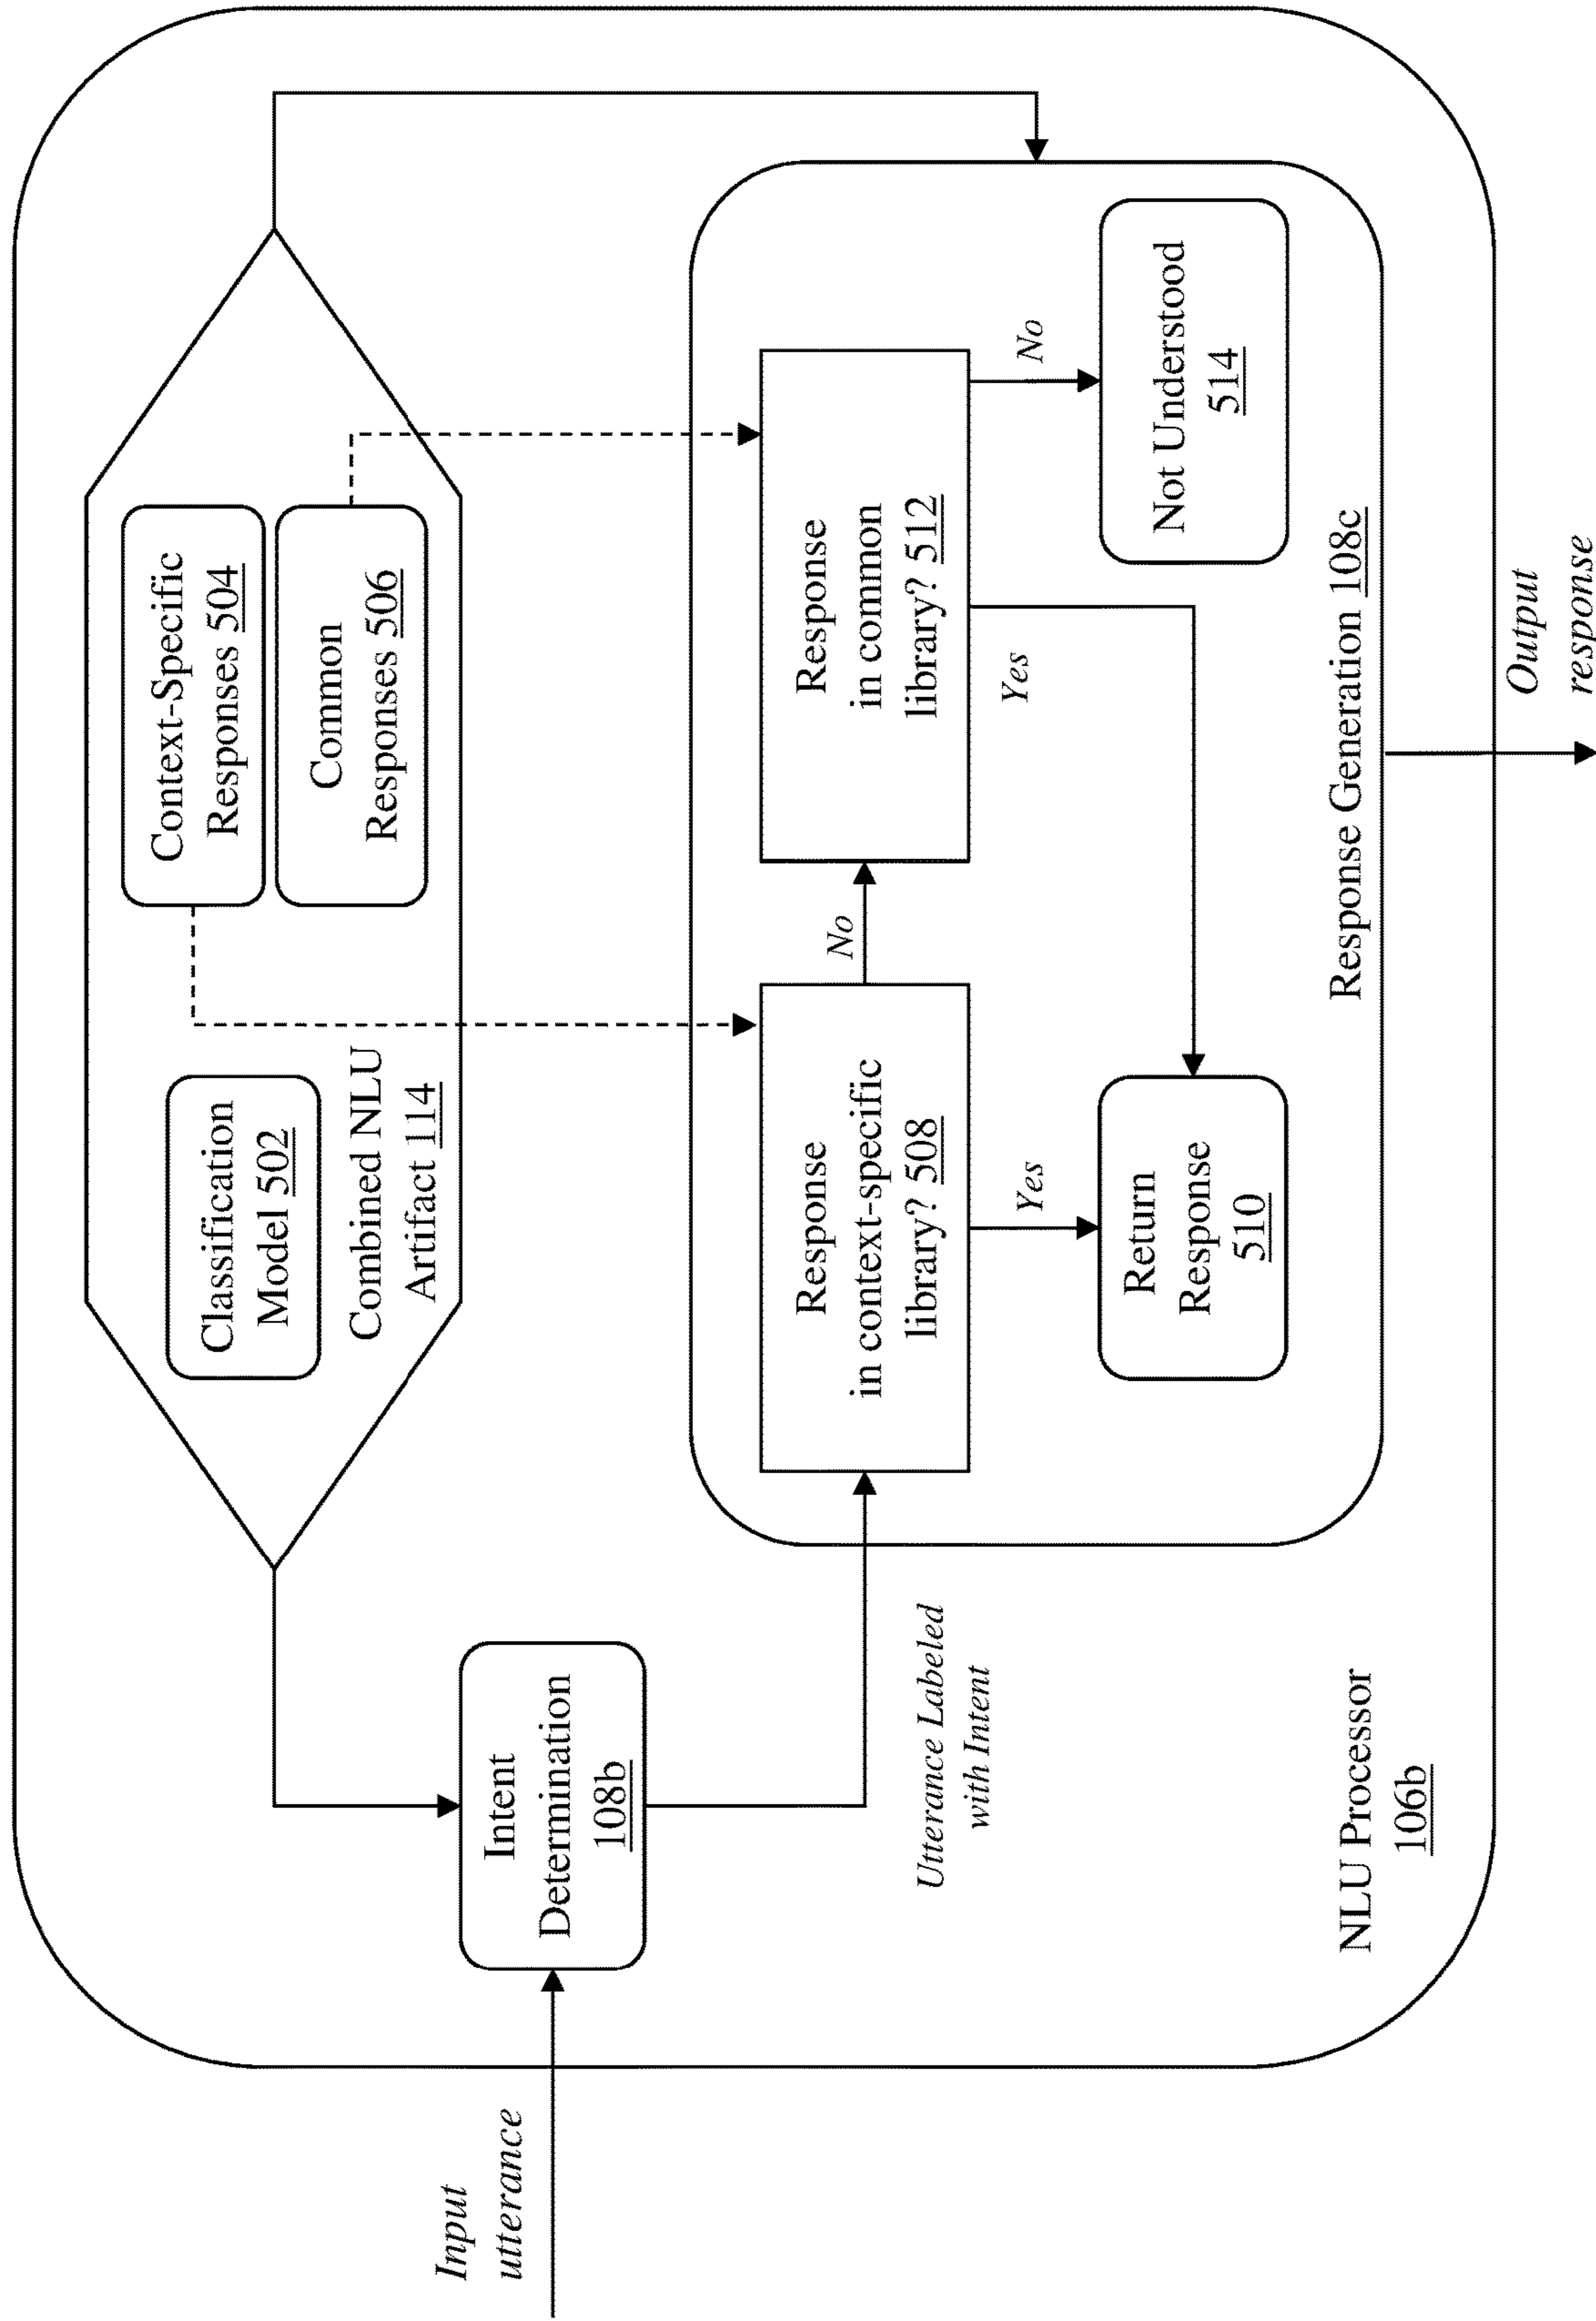 Input
utterance
Intent
Determination
108b
Classification
Model 502
Combined NLU
Artifact 114
Context-Specific
Responses 504
Common
Responses 506
Utterance Labeled
with Intent
Response
in context-specific
library? 508
No
Response
in common
library? 512
Yes
Yes
No
Return
Response
510
Not Understood
514
Response Generation 108c
NLU Processor
106b
Output
response